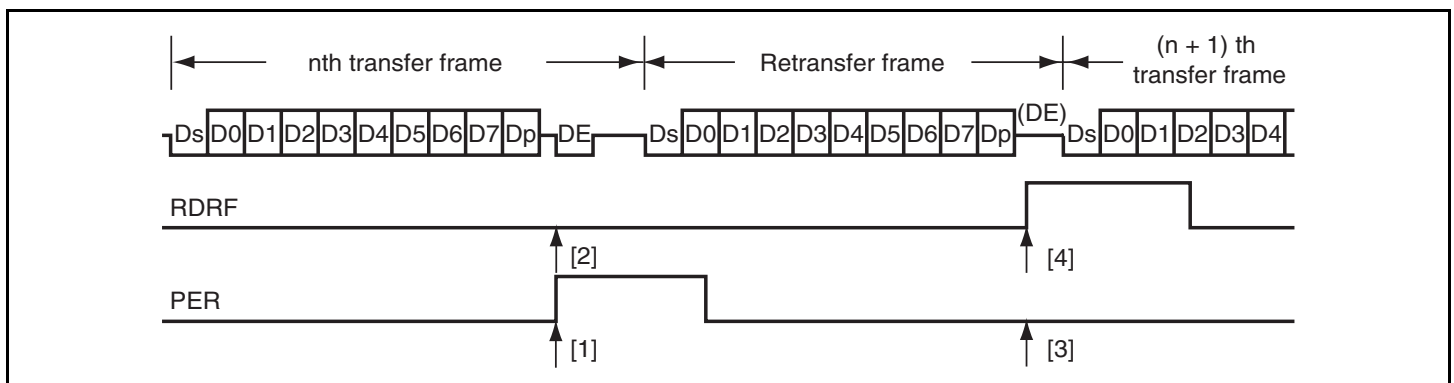 nth transfer frame Retransfer frame (n + 1) th
transfer frame
(DE)
Ds D0 D1 D2 D3 D4 D5 D6 D7 Dp DE Ds D0 D1 D2 D3 D4 D5 D6 D7 Dp Ds D0 D1 D2 D3 D4
RDRF
[2] [4]
PER
[1] [3]